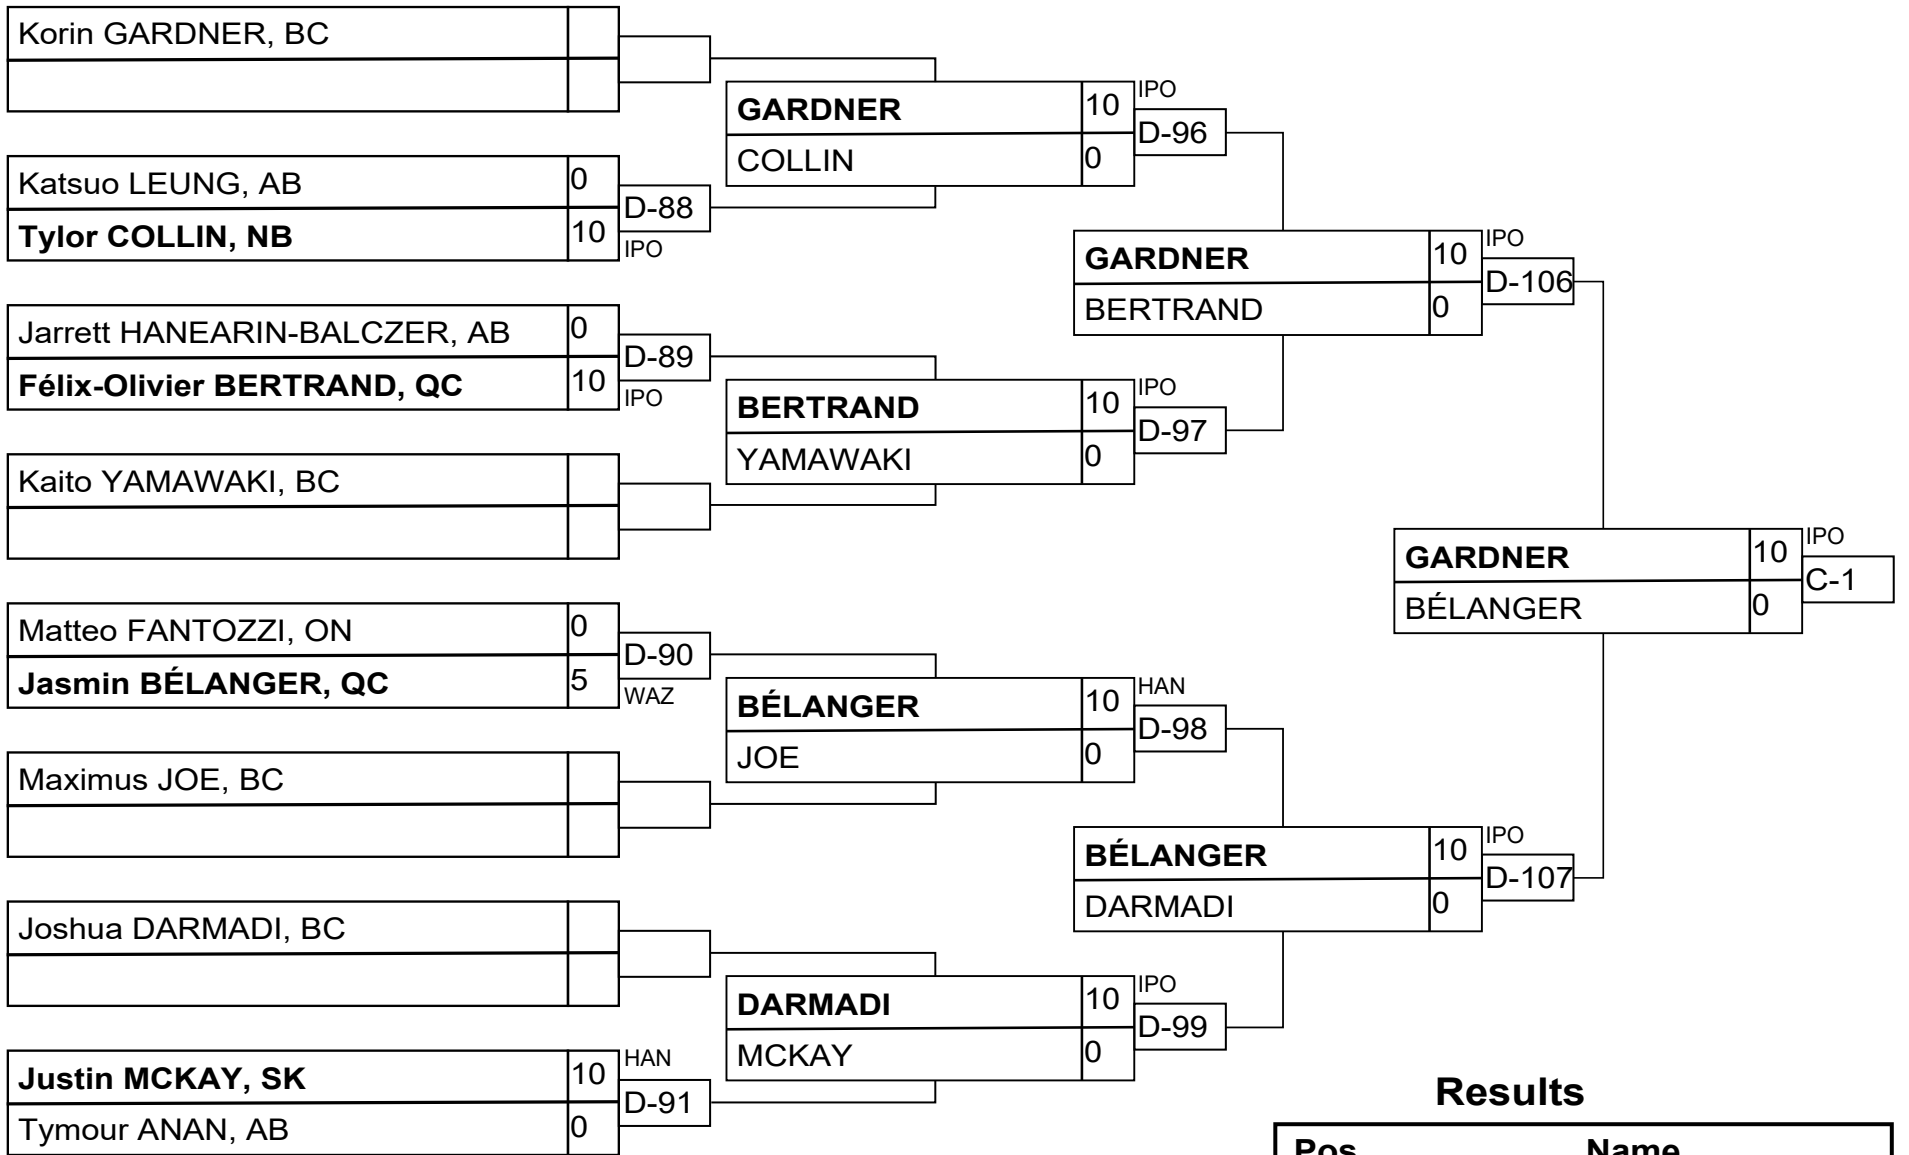 Korin GARDNER, BC
Katsuo LEUNG, AB 0
Tylor COLLIN, NB 10
D-88
IPO
Jarrett HANEARIN-BALCZER, AB 0
Félix-Olivier BERTRAND, QC 10
D-89
IPO
Kaito YAMAWAKI, BC
Matteo FANTOZZI, ON 0
Jasmin BÉLANGER, QC 5
D-90
WAZ
Maximus JOE, BC
Joshua DARMADI, BC
Justin MCKAY, SK 10
Tymour ANAN, AB 0
HAN
D-91
GARDNER 10
COLLIN 0
IPO
D-96
BERTRAND 10
YAMAWAKI 0
IPO
D-97
BÉLANGER 10
JOE 0
HAN
D-98
DARMADI 10
MCKAY 0
IPO
D-99
GARDNER 10
BERTRAND 0
IPO
D-106
BÉLANGER 10
DARMADI 0
IPO
D-107
GARDNER 10
BÉLANGER 0
IPO
C-1
Results
Pos Name